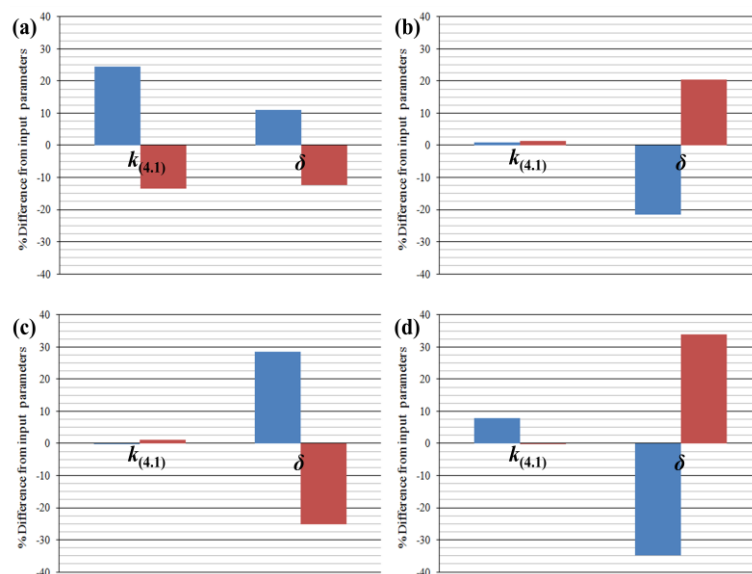 (a)
% Difference from input parameters
40
30
20
10
0
-10
-20
-30
-40
k(4.1)
δ
(b)
% Difference from input parameters
40
30
20
10
0
-10
-20
-30
-40
k(4.1)
δ
(c)
% Difference from input parameters
40
30
20
10
0
-10
-20
-30
-40
k(4.1)
δ
(d)
% Difference from input parameters
40
30
20
10
0
-10
-20
-30
-40
k(4.1)
δ